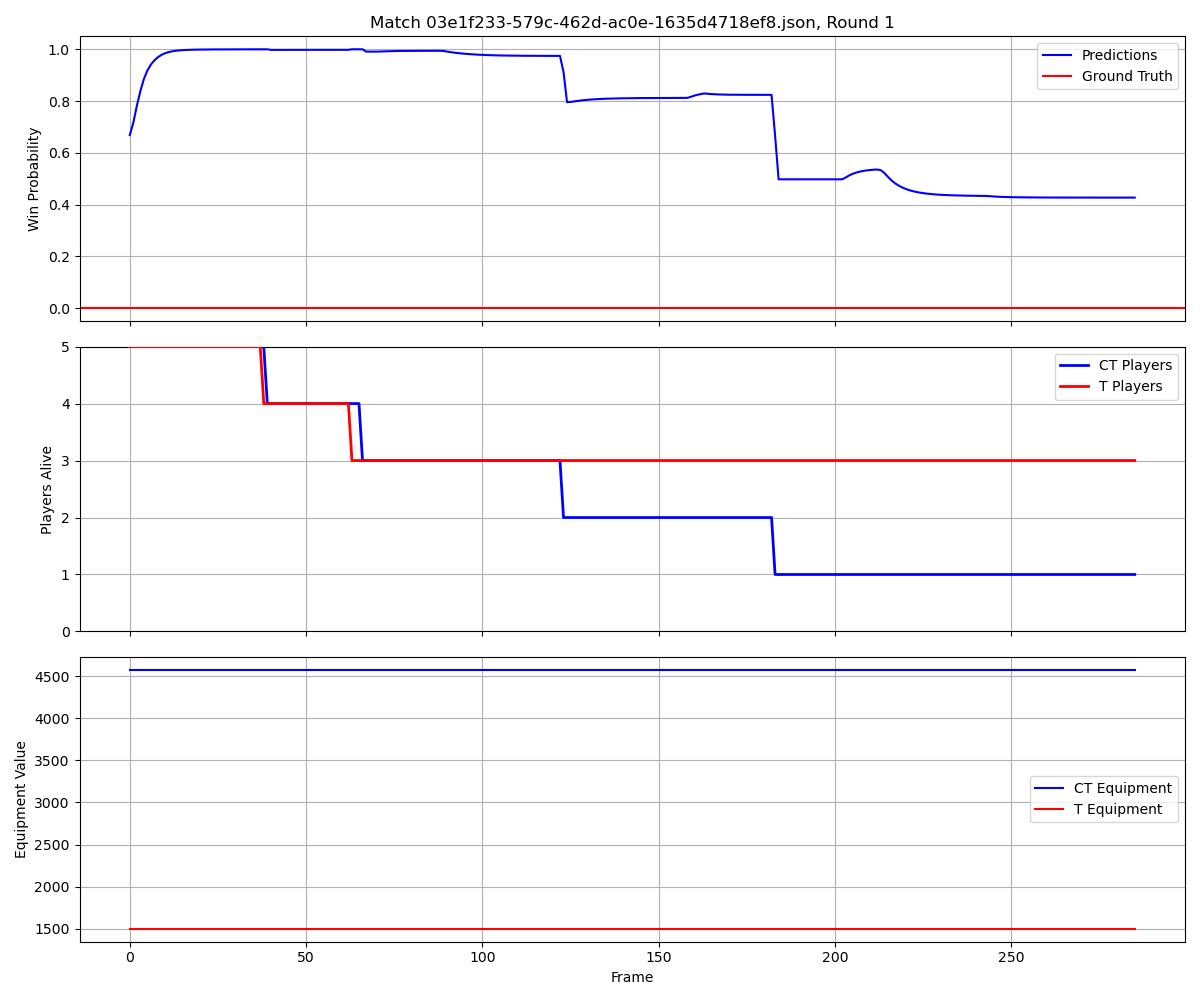 Match 03e1f233-579c-462d-ac0e-1635d4718ef8.json, Round 1
Win Probability
1.0
0.8
0.6
0.4
0.2
0.0
Predictions
Ground Truth
Players Alive
5
4
3
2
1
0
CT Players
T Players
Equipment Value
4500
4000
3500
3000
2500
2000
1500
CT Equipment
T Equipment
0 50 100 150 200 250
Frame